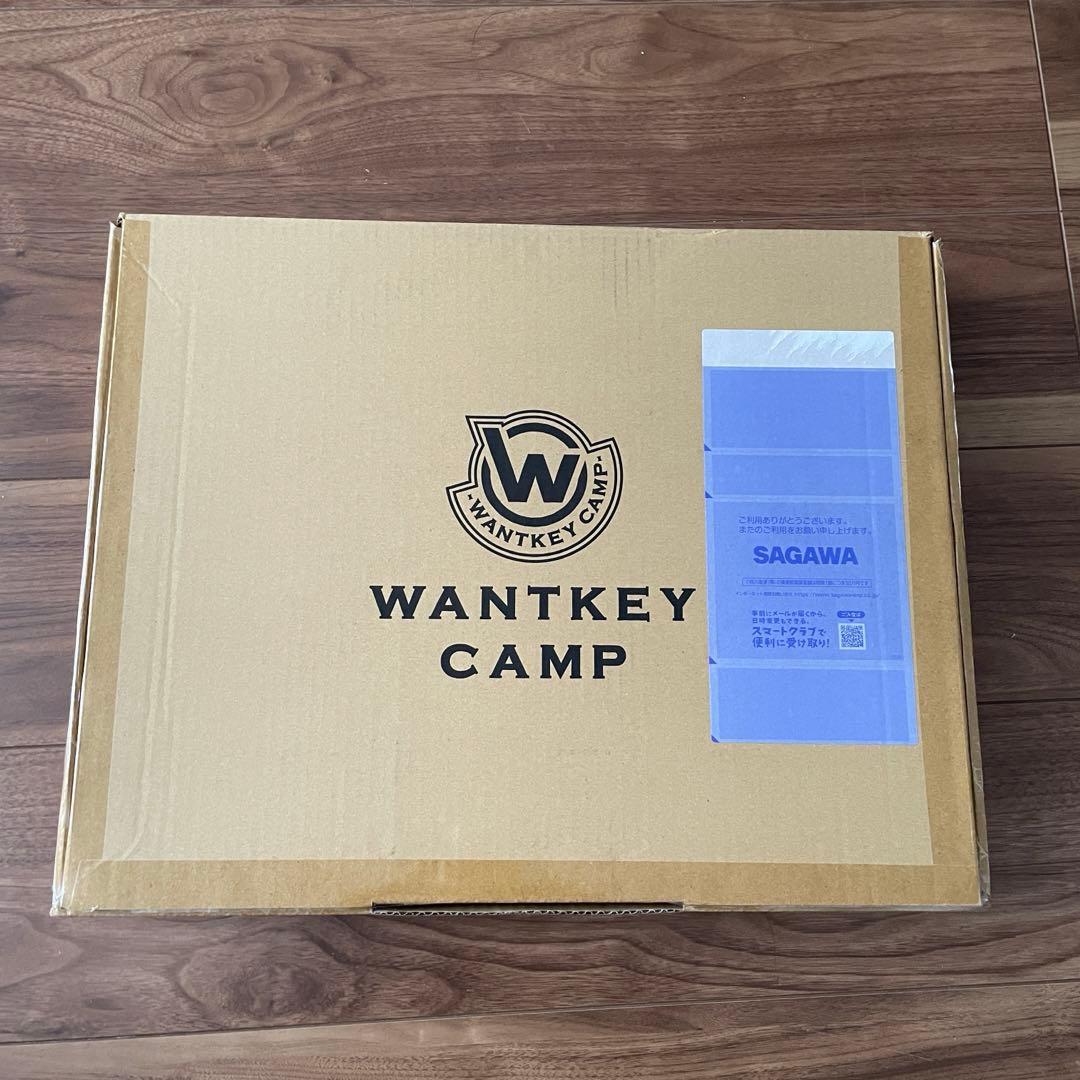 W
-WANTKEY CAMP-
WANTKEY
CAMP
ご利用ありがとうございます。
またのご利用をお願い申し上げます。
SAGAWA
事前にメールが届くから、
日時変更もできる。
スマートクラブで
便利に受け取り!